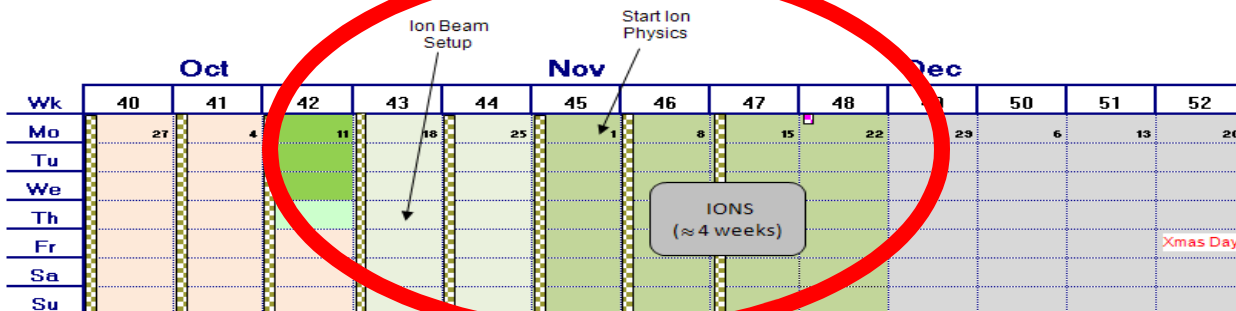 Ion Beam
Setup
Start Ion
Physics
Oct Nov Dec
Wk 40 41 42 43 44 45 46 47 48 49 50 51 52
Mo 27 4 11 18 25 1 8 15 22 29 6 13 20
Tu
We
Th
IONS
(≈4 weeks)
Fr
Xmas Day
Sa
Su